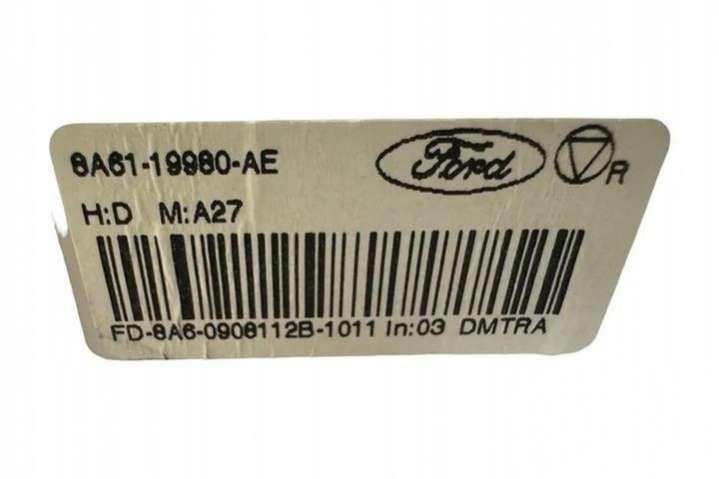 8A61-19980-AE Ford R
H:D M:A27
FD-8A6-0908112B-1011 In:03 DMTRA